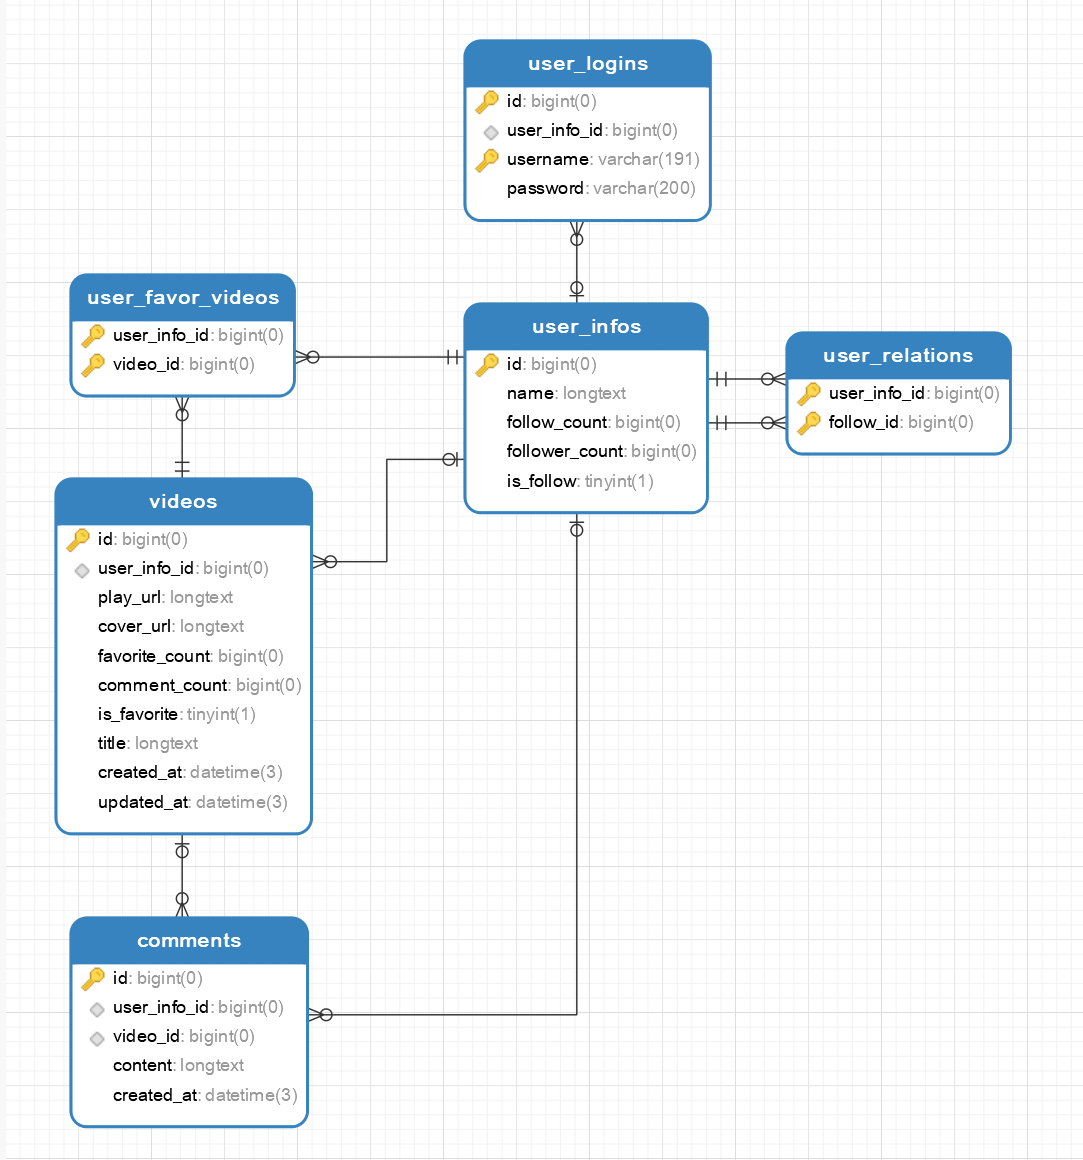 user_logins
id: bigint(0)
user_info_id: bigint(0)
username: varchar(191)
password: varchar(200)
user_favor_videos
user_info_id: bigint(0)
video_id: bigint(0)
user_infos
id: bigint(0)
name: longtext
follow_count: bigint(0)
follower_count: bigint(0)
is_follow: tinyint(1)
user_relations
user_info_id: bigint(0)
follow_id: bigint(0)
videos
id: bigint(0)
user_info_id: bigint(0)
play_url: longtext
cover_url: longtext
favorite_count: bigint(0)
comment_count: bigint(0)
is_favorite: tinyint(1)
title: longtext
created_at: datetime(3)
updated_at: datetime(3)
comments
id: bigint(0)
user_info_id: bigint(0)
video_id: bigint(0)
content: longtext
created_at: datetime(3)